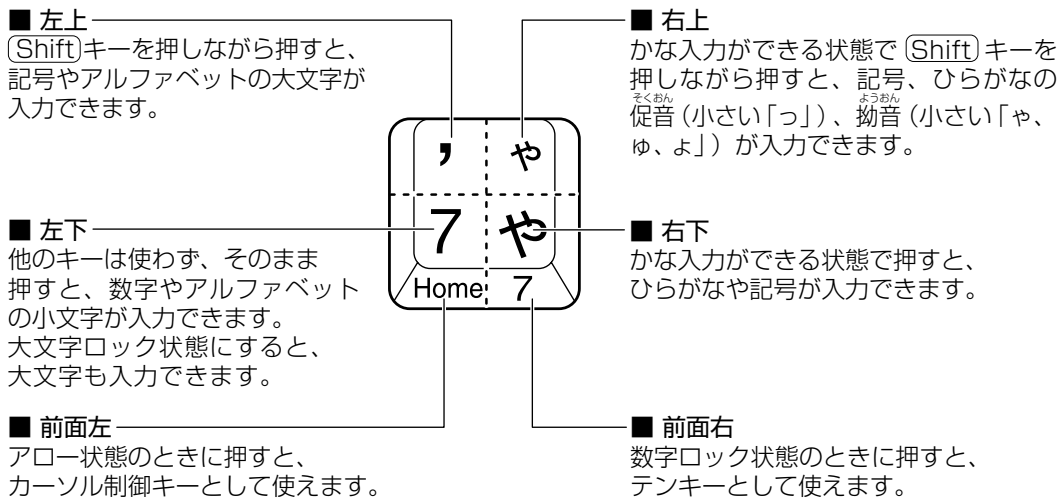 ■ 左上
Shiftキーを押しながら押すと、
記号やアルファベットの大文字が
入力できます。
■ 右上
かな入力ができる状態で Shift キーを
押しながら押すと、記号、ひらがなの
そくおん ようおん
促音（小さい「っ」）、拗音（小さい「ゃ、
ゅ、ょ」）が入力できます。
' ゃ
7 や
Home 7
■ 左下
他のキーは使わず、そのまま
押すと、数字やアルファベット
の小文字が入力できます。
大文字ロック状態にすると、
大文字も入力できます。
■ 右下
かな入力ができる状態で押すと、
ひらがなや記号が入力できます。
■ 前面左
アロー状態のときに押すと、
カーソル制御キーとして使えます。
■ 前面右
数字ロック状態のときに押すと、
テンキーとして使えます。